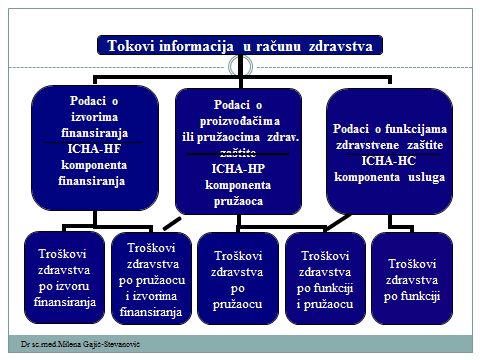 Tokovi informacija u računu zdravstva
Podaci o
izvorima
finansiranja
ICHA-HF
komponenta
finansiranja
Podaci o
proizvođačima
ili pružaocima zdrav.
zaštite
ICHA-HP
komponenta
pružaoca
Podaci o funkcijama
zdravstvene zaštite
ICHA-HC
komponenta usluga
Troškovi
zdravstva
po izvoru
finansiranja
Troškovi
zdravstva
po pružaocu
i izvorima
finansiranja
Troškovi
zdravstva
po
pružaocu
Troškovi
zdravstva
po funkciji
i pružaocu
Troškovi
zdravstva
po funkciji
Dr sc.med.Milena Gajić-Stevanović